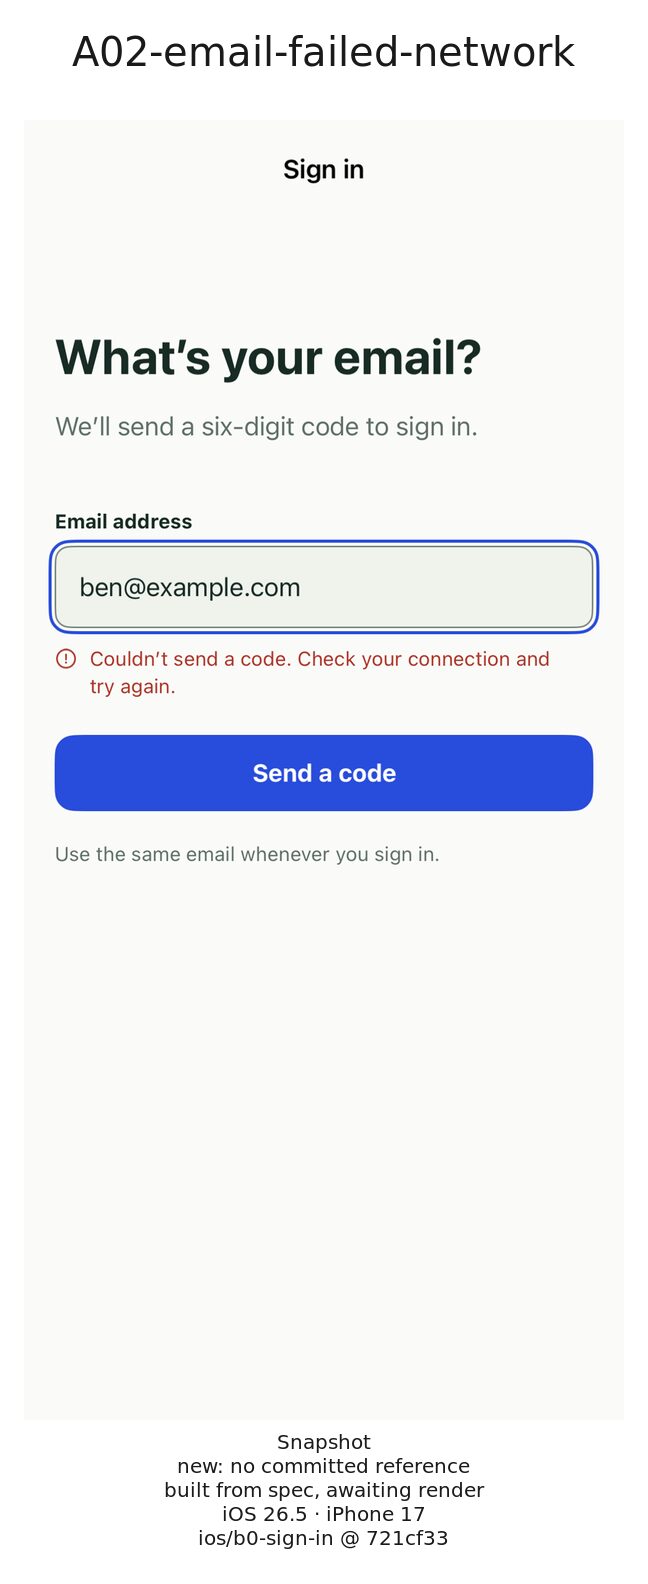 A02-email-failed-network
Sign in
What’s your email?
We’ll send a six-digit code to sign in.
Email address
ben@example.com
Couldn’t send a code. Check your connection and
try again.
Send a code
Use the same email whenever you sign in.
Snapshot
new: no committed reference
built from spec, awaiting render
iOS 26.5 · iPhone 17
ios/b0-sign-in @ 721cf33